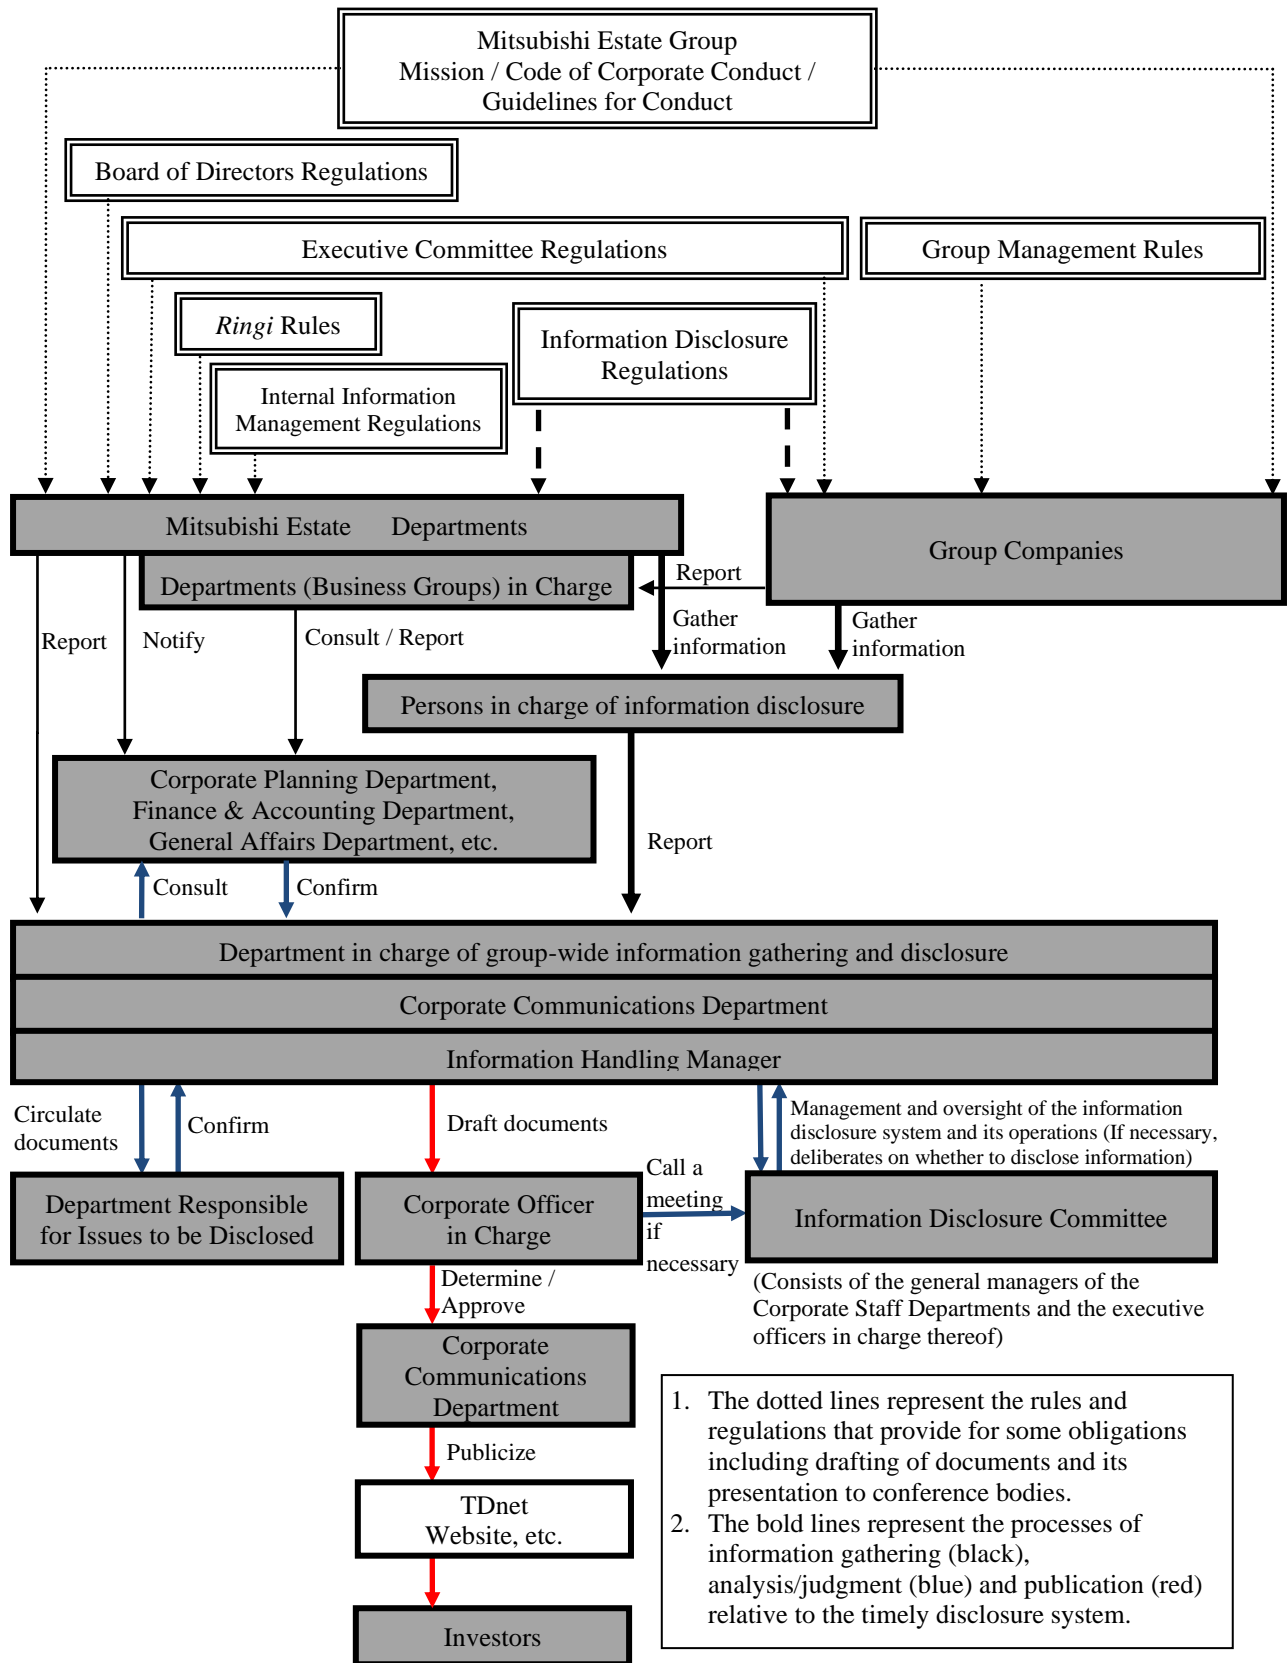 Mitsubishi Estate Group
Mission / Code of Corporate Conduct /
Guidelines for Conduct
Board of Directors Regulations
Executive Committee Regulations
Group Management Rules
Ringi Rules
Information Disclosure
Regulations
Internal Information
Management Regulations
Mitsubishi Estate Departments
Group Companies
Departments (Business Groups) in Charge
Report
Report
Notify
Consult / Report
Gather
information
Gather
information
Persons in charge of information disclosure
Corporate Planning Department,
Finance & Accounting Department,
General Affairs Department, etc.
Report
Consult
Confirm
Department in charge of group-wide information gathering and disclosure
Corporate Communications Department
Information Handling Manager
Circulate
documents
Confirm
Draft documents
Management and oversight of the information
disclosure system and its operations (If necessary,
deliberates on whether to disclose information)
Call a
meeting
if
necessary
Department Responsible
for Issues to be Disclosed
Corporate Officer
in Charge
Information Disclosure Committee
(Consists of the general managers of the
Corporate Staff Departments and the executive
officers in charge thereof)
Determine /
Approve
Corporate
Communications
Department
Publicize
TDnet
Website, etc.
Investors
1. The dotted lines represent the rules and
regulations that provide for some obligations
including drafting of documents and its
presentation to conference bodies.
2. The bold lines represent the processes of
information gathering (black),
analysis/judgment (blue) and publication (red)
relative to the timely disclosure system.